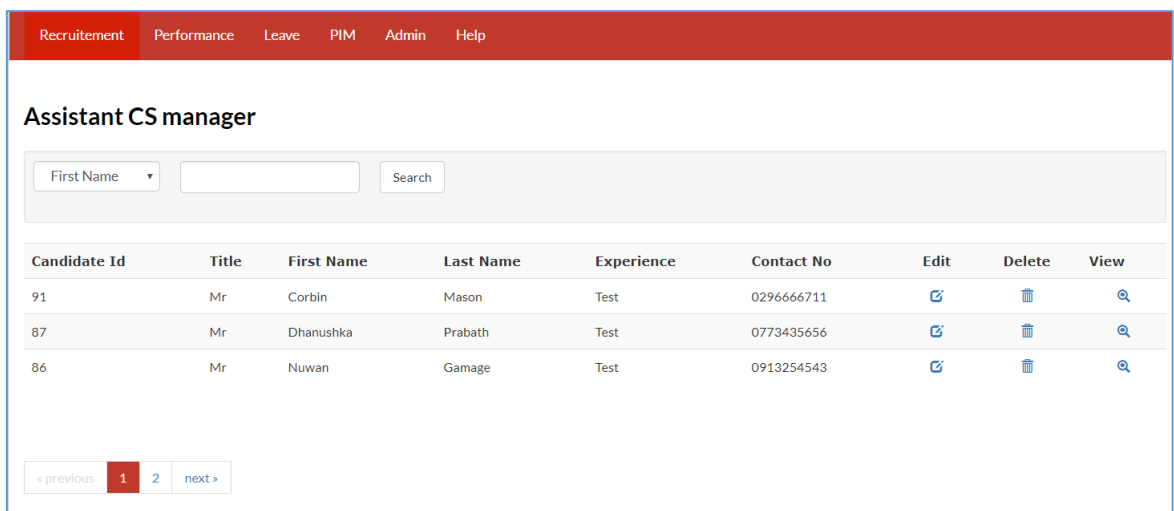 Recruitement Performance Leave PIM Admin Help
Assistant CS manager
First Name Search
Candidate Id Title First Name Last Name Experience Contact No Edit Delete View
91 Mr Corbin Mason Test 0296666711
87 Mr Dhanushka Prabath Test 0773435656
86 Mr Nuwan Gamage Test 0913254543
« previous 1 2 next »